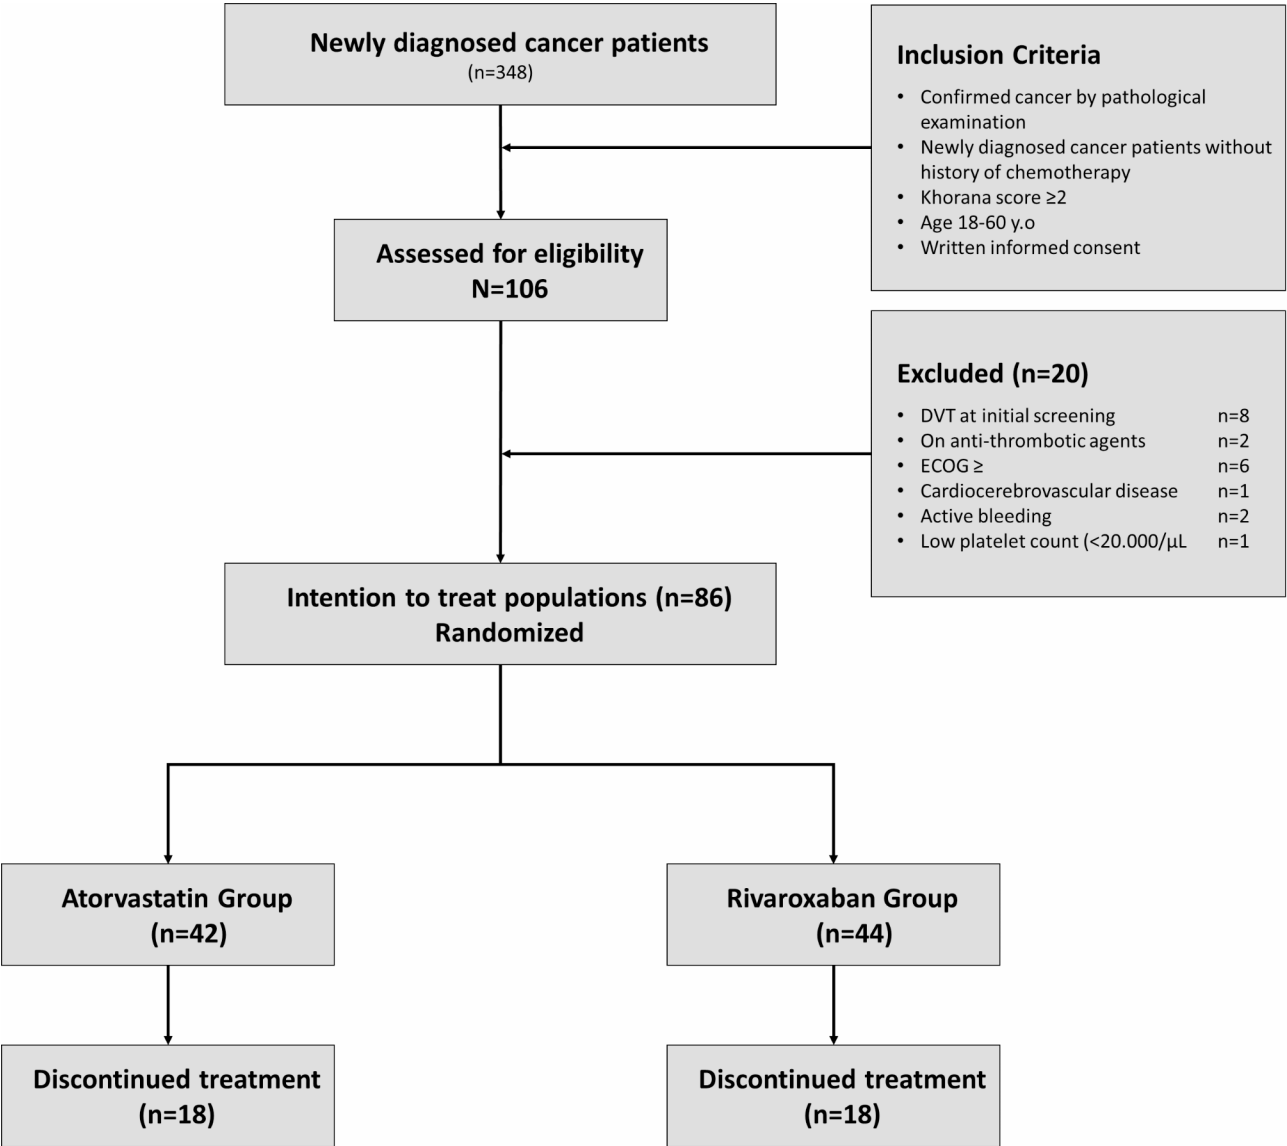 Newly diagnosed cancer patients
(n=348)
Inclusion Criteria
• Confirmed cancer by pathological
examination
• Newly diagnosed cancer patients without
history of chemotherapy
• Khorana score ≥2
• Age 18-60 y.o
• Written informed consent
Assessed for eligibility
N=106
Excluded (n=20)
• DVT at initial screening n=8
• On anti-thrombotic agents n=2
• ECOG ≥ n=6
• Cardiocerebrovascular disease n=1
• Active bleeding n=2
• Low platelet count (<20.000/µL n=1
Intention to treat populations (n=86)
Randomized
Atorvastatin Group
(n=42)
Rivaroxaban Group
(n=44)
Discontinued treatment
(n=18)
Discontinued treatment
(n=18)